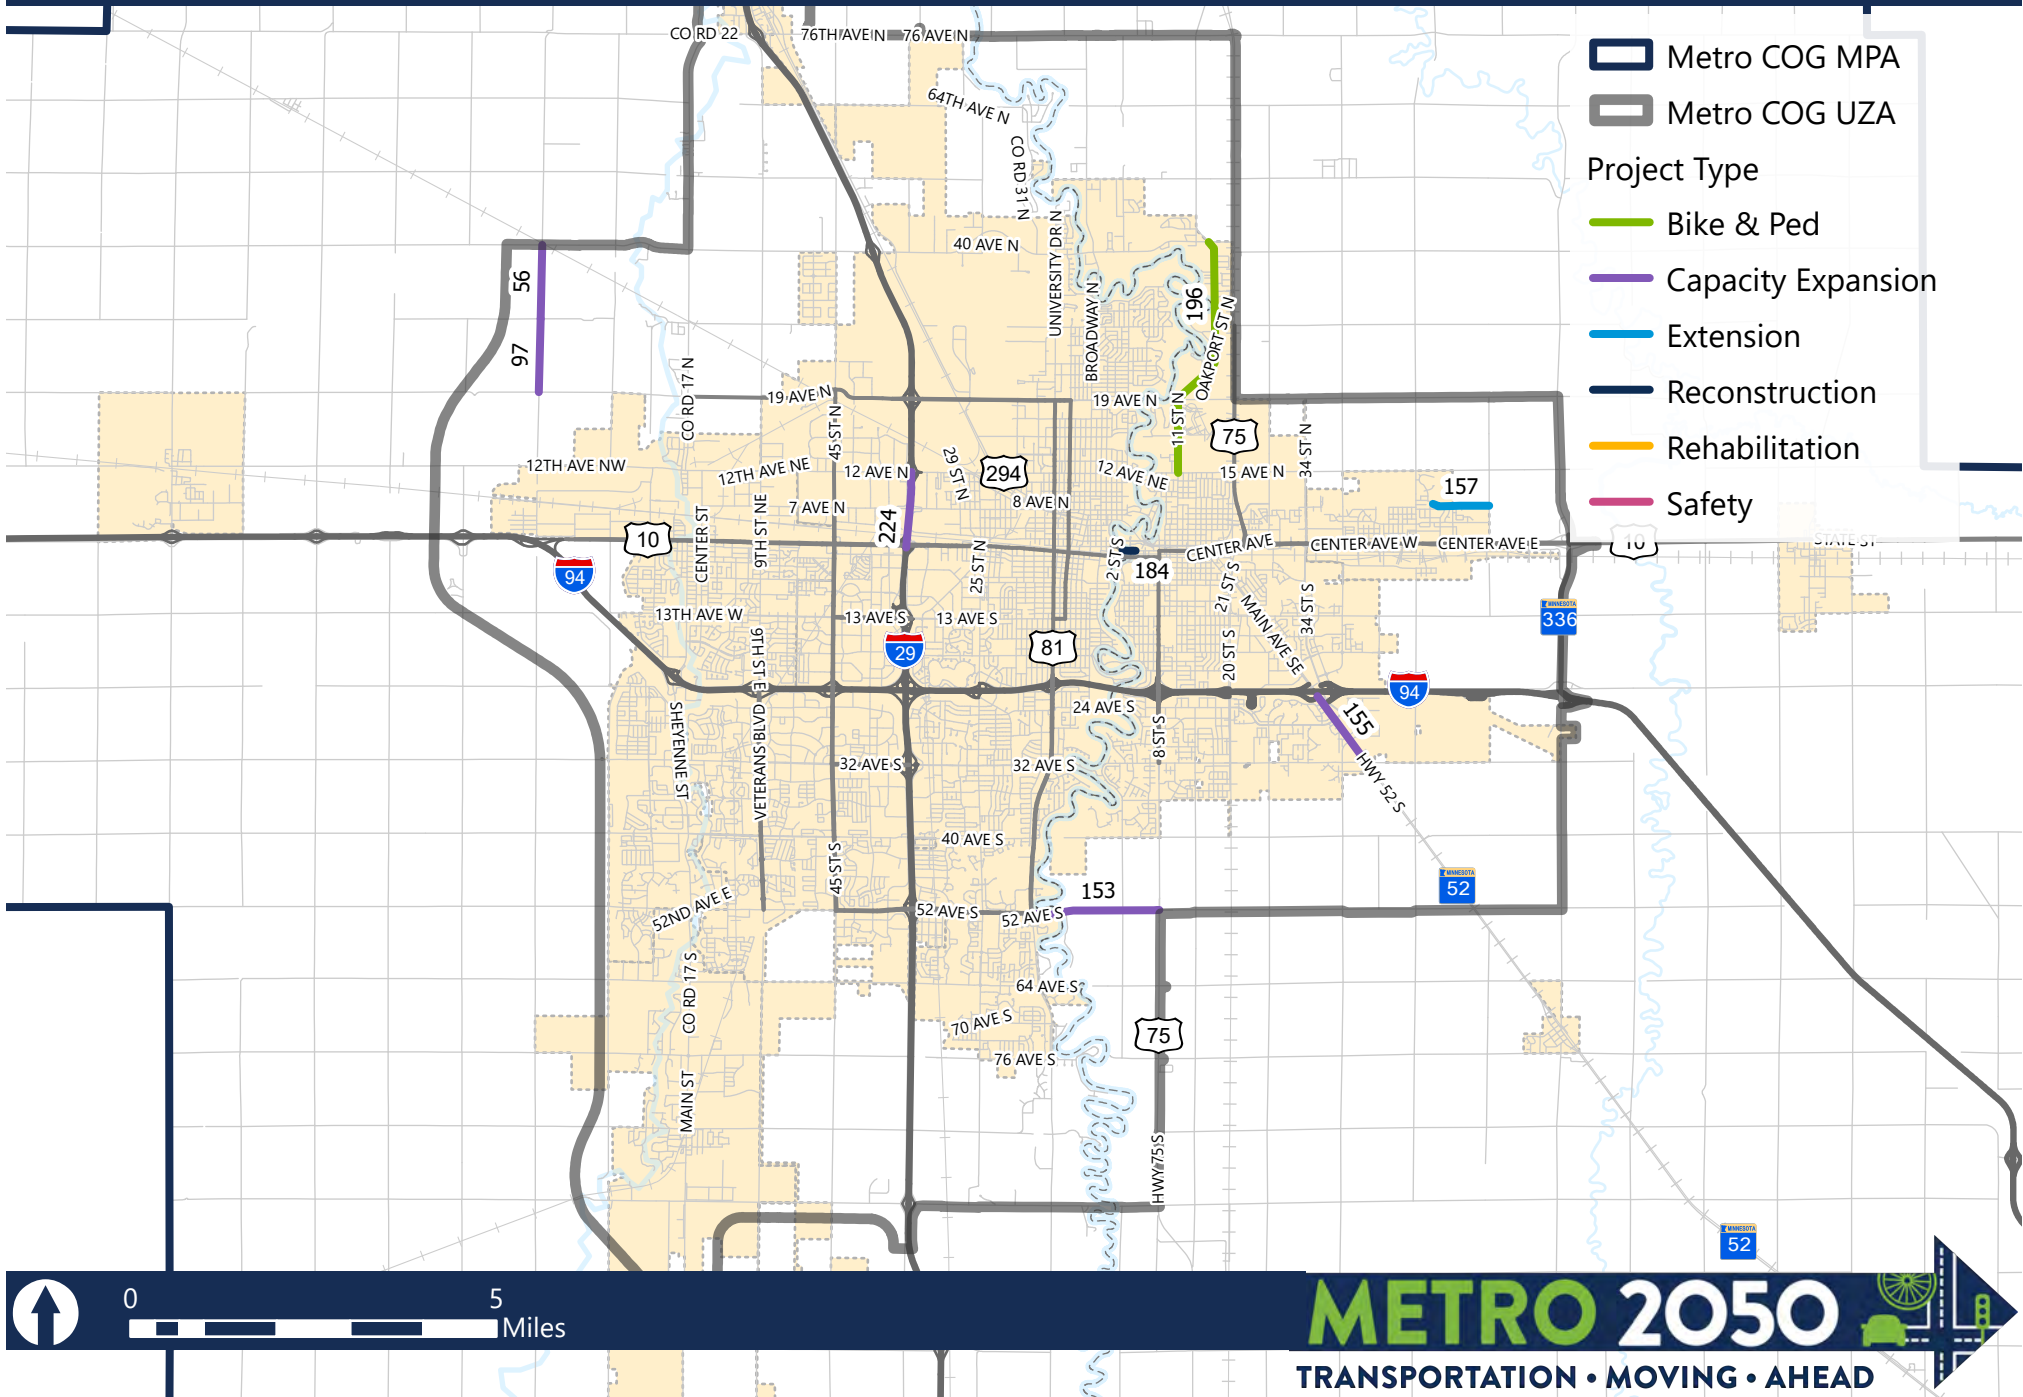 CO RD 22
76TH AVE N
76 AVE N
Metro COG MPA
Metro COG UZA
Project Type
Bike & Ped
Capacity Expansion
Extension
Reconstruction
Rehabilitation
Safety
64TH AVE N
CO RD 31 N
UNIVERSITY DR N
40 AVE N
BROADWAY N
196
OAKPORT ST N
56
97
CO RD 17 N
19 AVE N
19 AVE N
45 ST N
11 ST N
75
34 ST N
12TH AVE NW
12TH AVE NE
12 AVE N
29 ST N
294
12 AVE NE
15 AVE N
157
7 AVE N
8 AVE N
224
9TH ST NE
CENTER ST
10
94
25 ST N
2 ST S
184
CENTER AVE
CENTER AVE W
CENTER AVE E
10
STATE ST
21 ST S
MAIN AVE SE
34 ST S
MINNESOTA
336
13TH AVE W
13 AVE S
13 AVE S
9TH ST E
29
81
20 ST S
94
24 AVE S
155
SHEYENNE ST
VETERANS BLVD
8 ST S
32 AVE S
32 AVE S
HWY 52 S
40 AVE S
45 ST S
MINNESOTA
52
153
52ND AVE E
52 AVE S
52 AVE S
CO RD 17 S
64 AVE S
70 AVE S
75
76 AVE S
MAIN ST
HWY 75 S
MINNESOTA
52
0
5
Miles
METRO 2050
TRANSPORTATION • MOVING • AHEAD